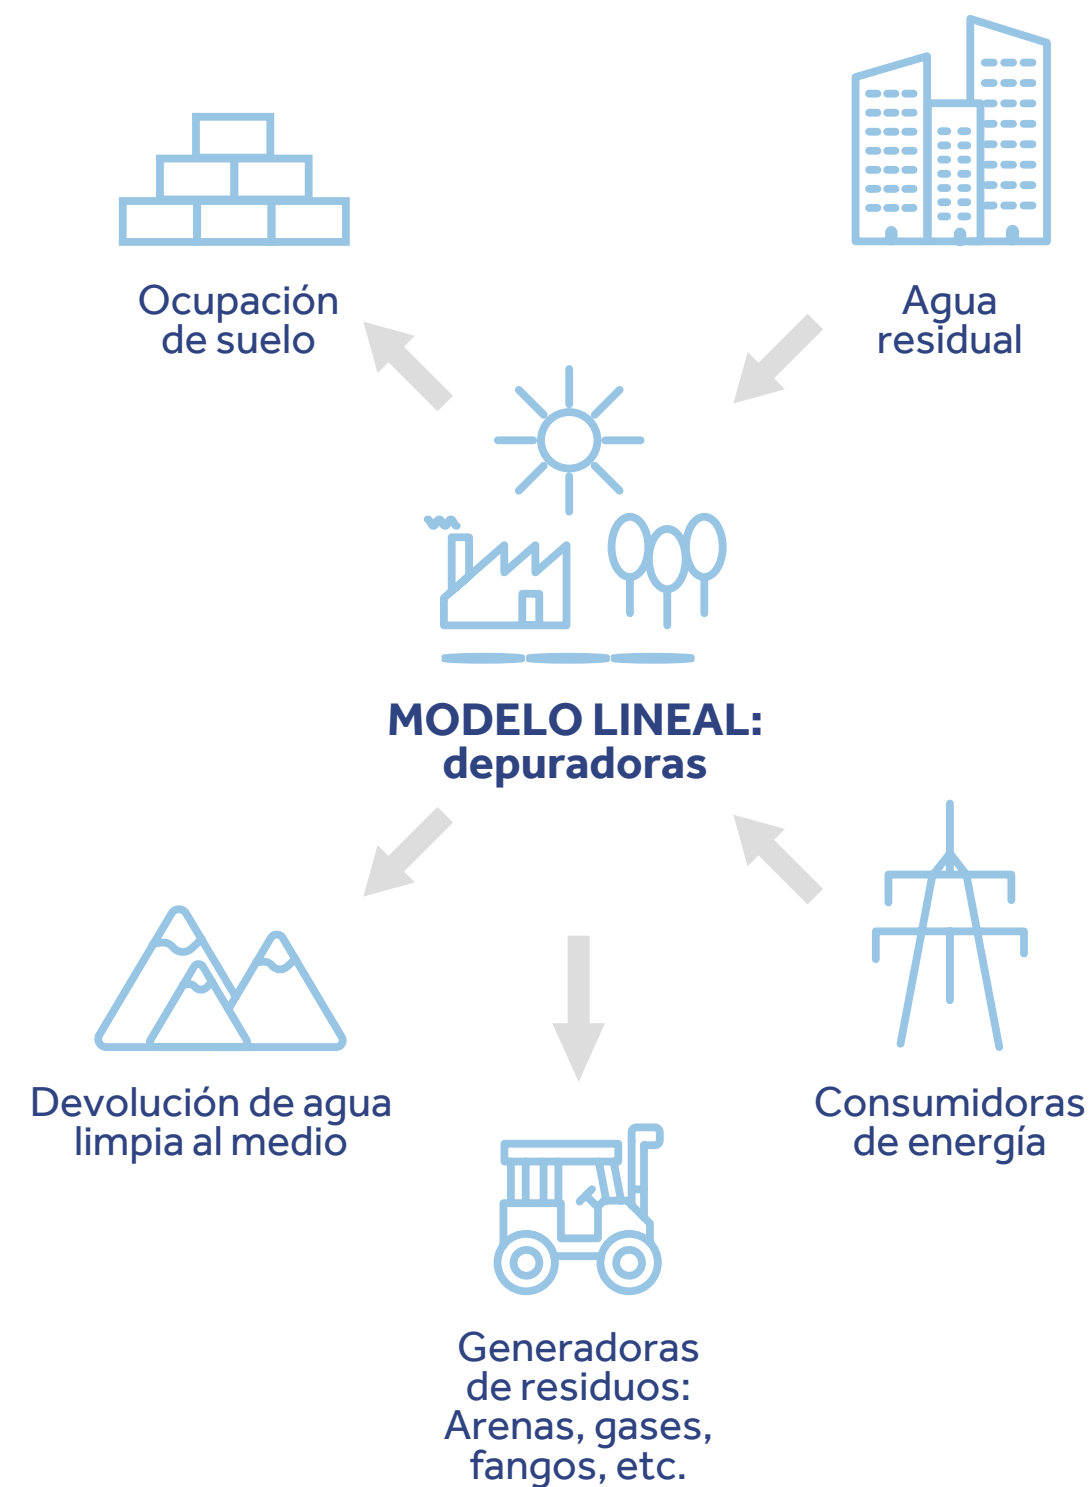 Ocupación
de suelo
Agua
residual
MODELO LINEAL:
depuradoras
Devolución de agua
limpia al medio
Consumidoras
de energía
Generadoras
de residuos:
Arenas, gases,
fangos, etc.